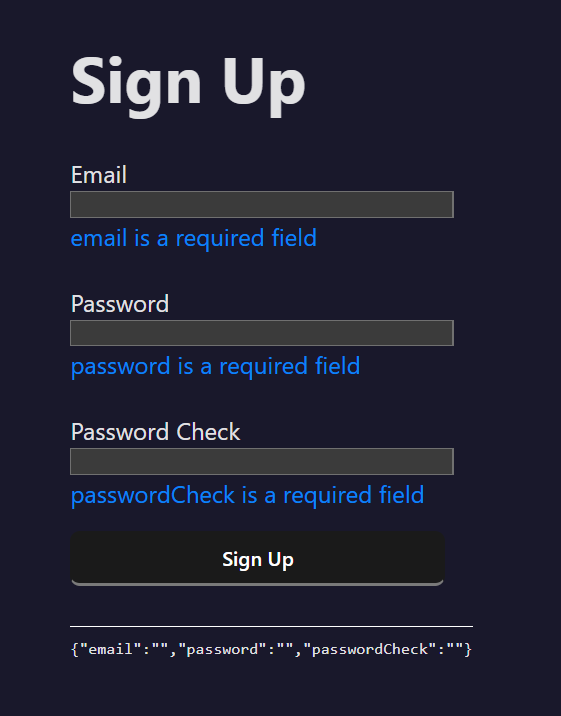 Sign Up
Email
email is a required field
Password
password is a required field
Password Check
passwordCheck is a required field
Sign Up
{"email":"","password":"","passwordCheck":""}